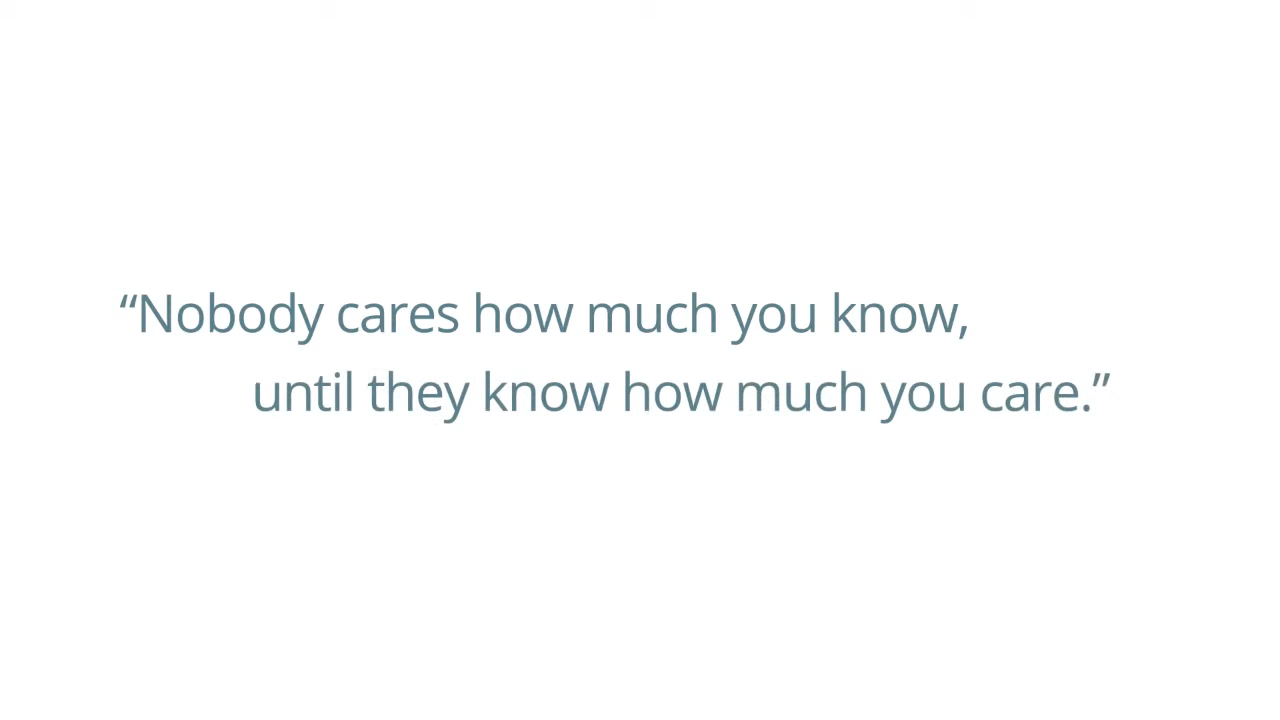 “Nobody cares how much you know,
until they know how much you care.”